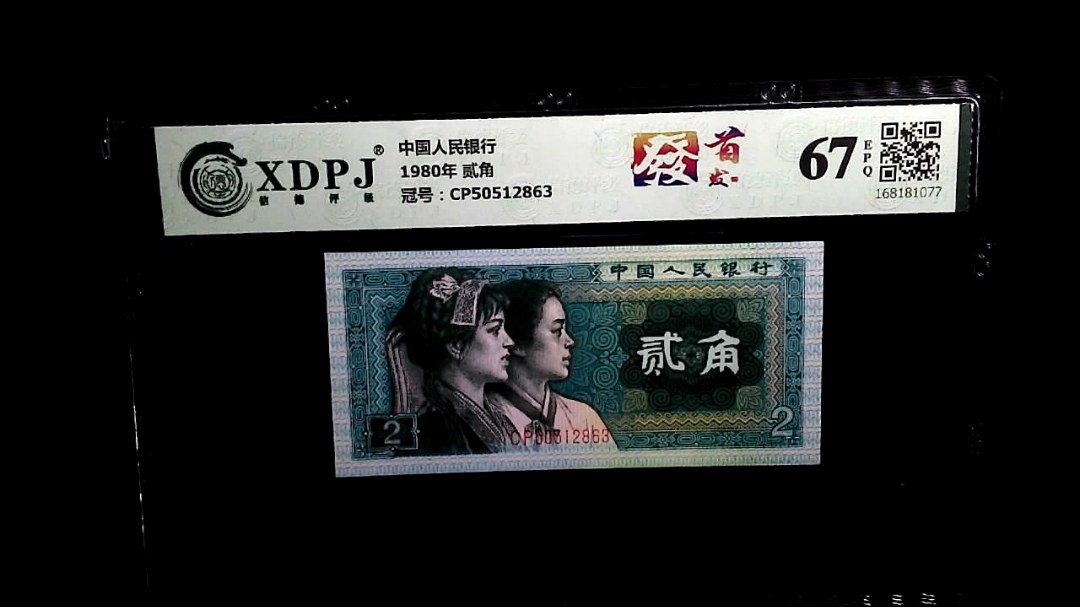 XDPJ®
信德评级
中国人民银行
1980年 贰角
冠号：CP50512863
發
首发
67
EPQ
168181077
中国人民银行
贰角
2
2
CP50512863